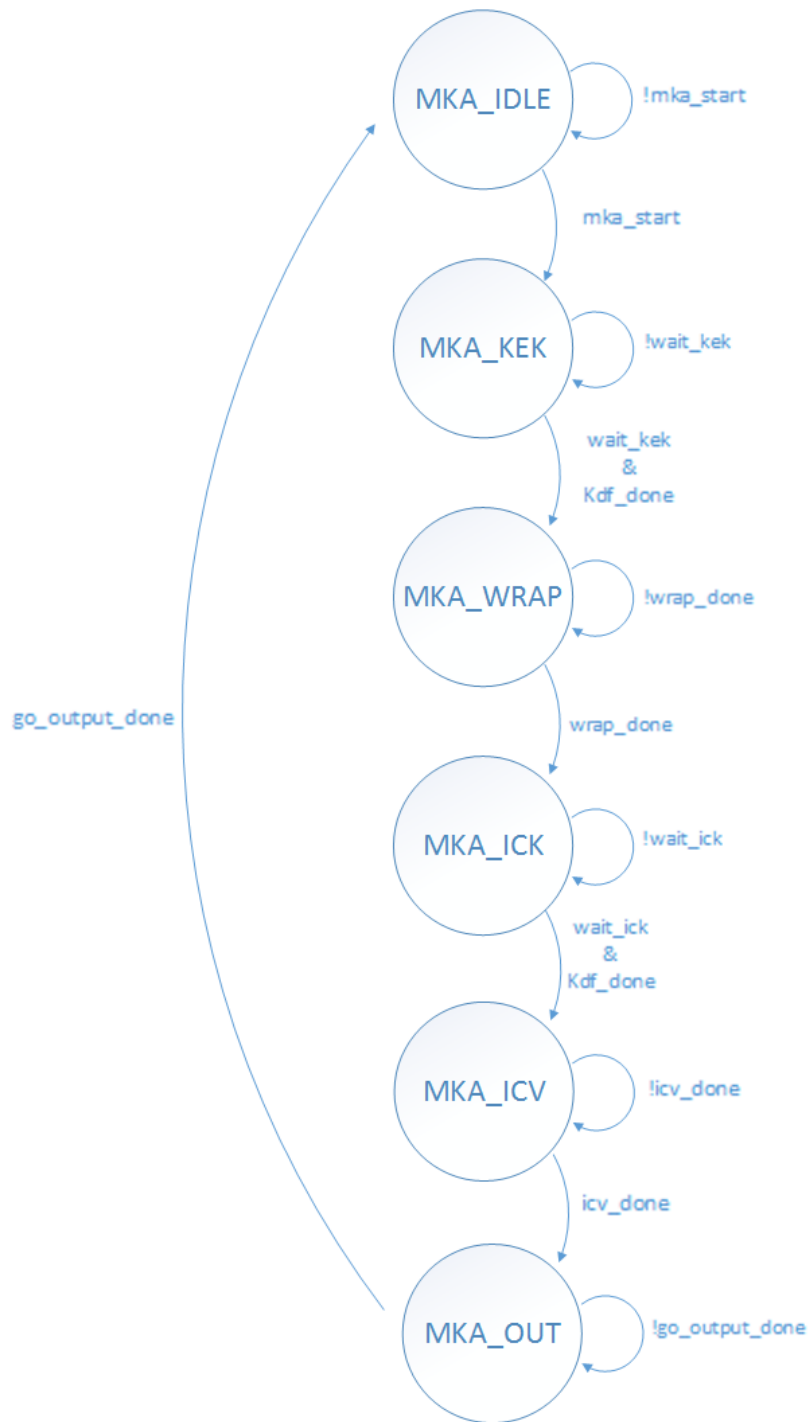 MKA_IDLE
!mka_start
mka_start
MKA_KEK
!wait_kek
wait_kek
&
Kdf_done
MKA_WRAP
!wrap_done
go_output_done
wrap_done
MKA_ICK
!wait_ick
wait_ick
&
Kdf_done
MKA_ICV
!icv_done
icv_done
MKA_OUT
!go_output_done